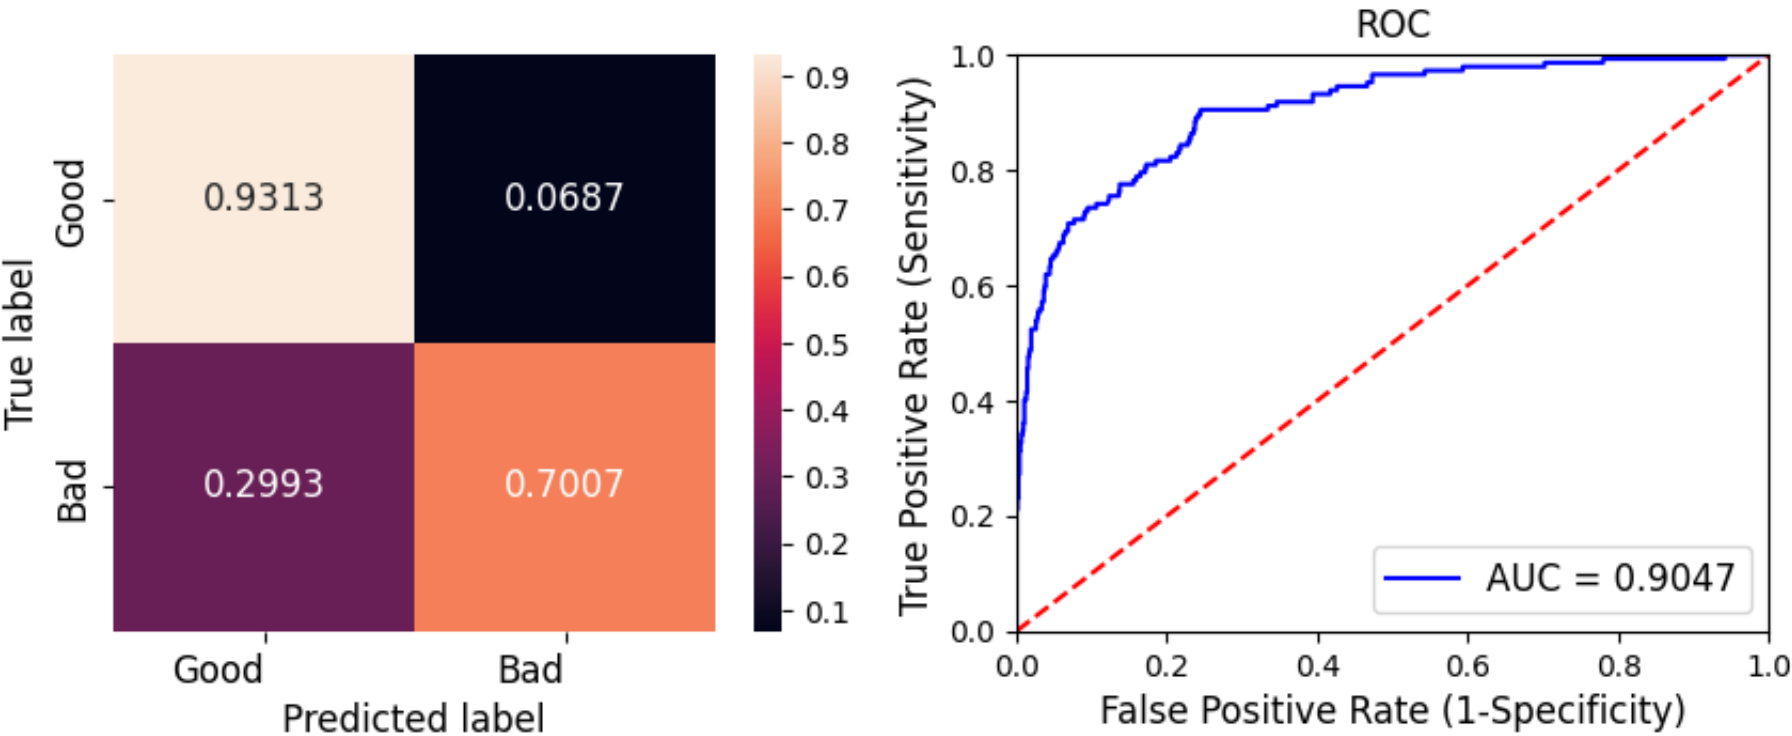 True label
Good
Bad
0.9313
0.0687
0.2993
0.7007
Good
Bad
Predicted label
0.9
0.8
0.7
0.6
0.5
0.4
0.3
0.2
0.1
ROC
True Positive Rate (Sensitivity)
1.0
0.8
0.6
0.4
0.2
0.0
AUC = 0.9047
0.0
0.2
0.4
0.6
0.8
1.0
False Positive Rate (1-Specificity)